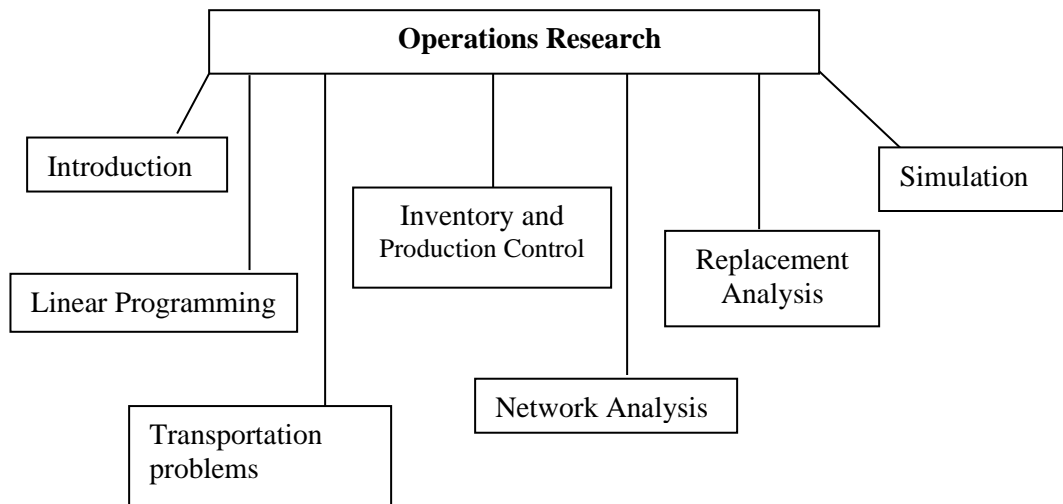 Operations Research
Introduction
Simulation
Inventory and
Production Control
Replacement
Analysis
Linear Programming
Network Analysis
Transportation
problems